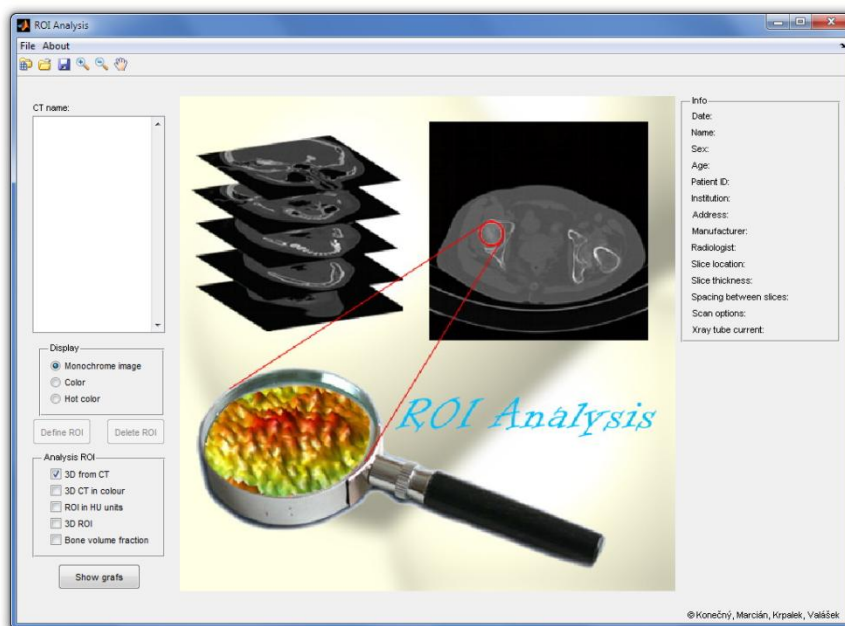 ROI Analysis
File About
CT name:
Display
Monochrome image
Color
Hot color
Define ROI Delete ROI
Analysis ROI
3D from CT
3D CT in colour
ROI in HU units
3D ROI
Bone volume fraction
Show grafs
ROI Analysis
Info
Date:
Name:
Sex:
Age:
Patient ID:
Institution:
Address:
Manufacturer:
Radiologist:
Slice location:
Slice thickness:
Spacing between slices:
Scan options:
Xray tube current:
© Konečný, Marcián, Krpalek, Valášek